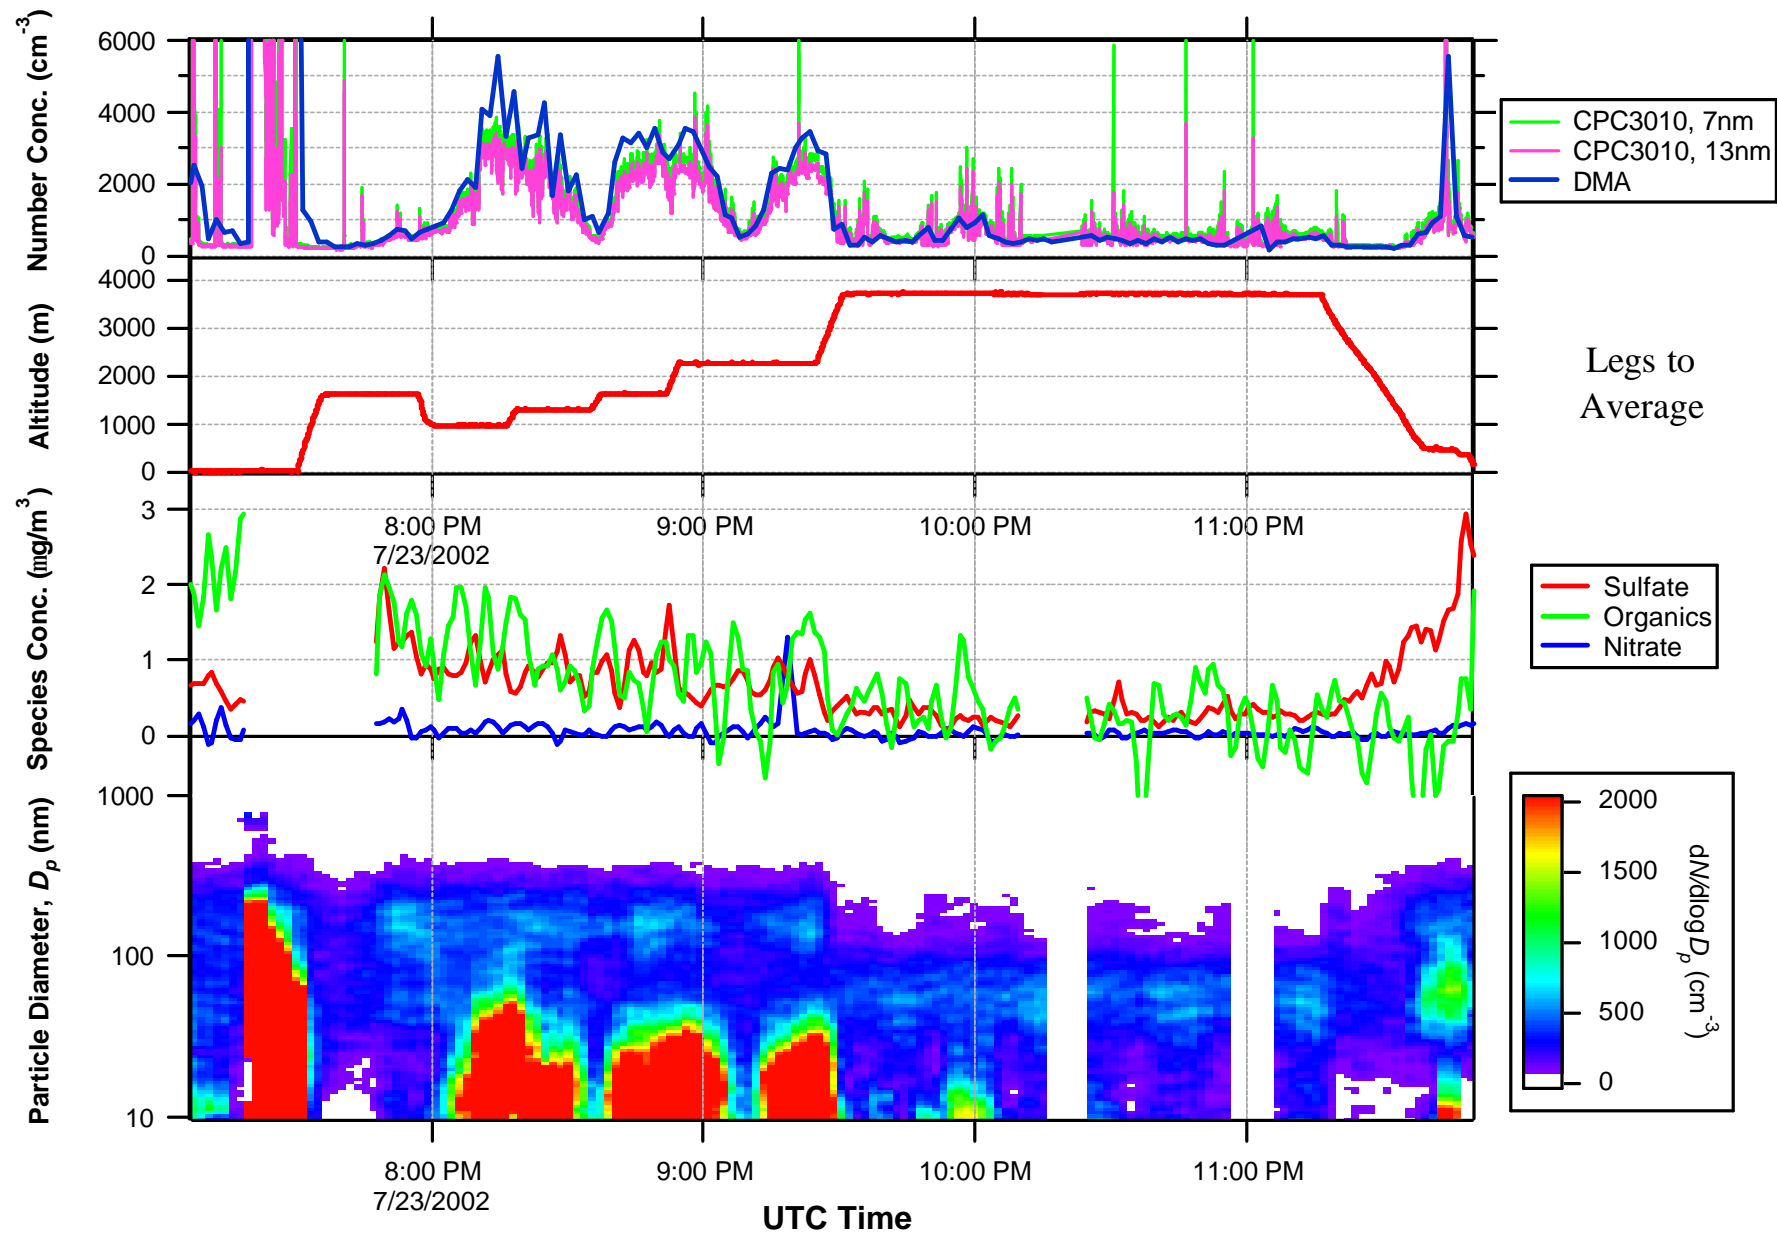 Number Conc. (cm-3)
6000
4000
2000
0
CPC3010, 7nm
CPC3010, 13nm
DMA
Altitude (m)
4000
3000
2000
1000
0
Legs to
Average
Species Conc. (mg/m3)
3
2
1
0
8:00 PM
7/23/2002
9:00 PM
10:00 PM
11:00 PM
Sulfate
Organics
Nitrate
Particle Diameter, Dp (nm)
1000
100
10
2000
1500
1000
500
0
dN/dlogDp (cm-3)
8:00 PM
7/23/2002
9:00 PM
10:00 PM
11:00 PM
UTC Time